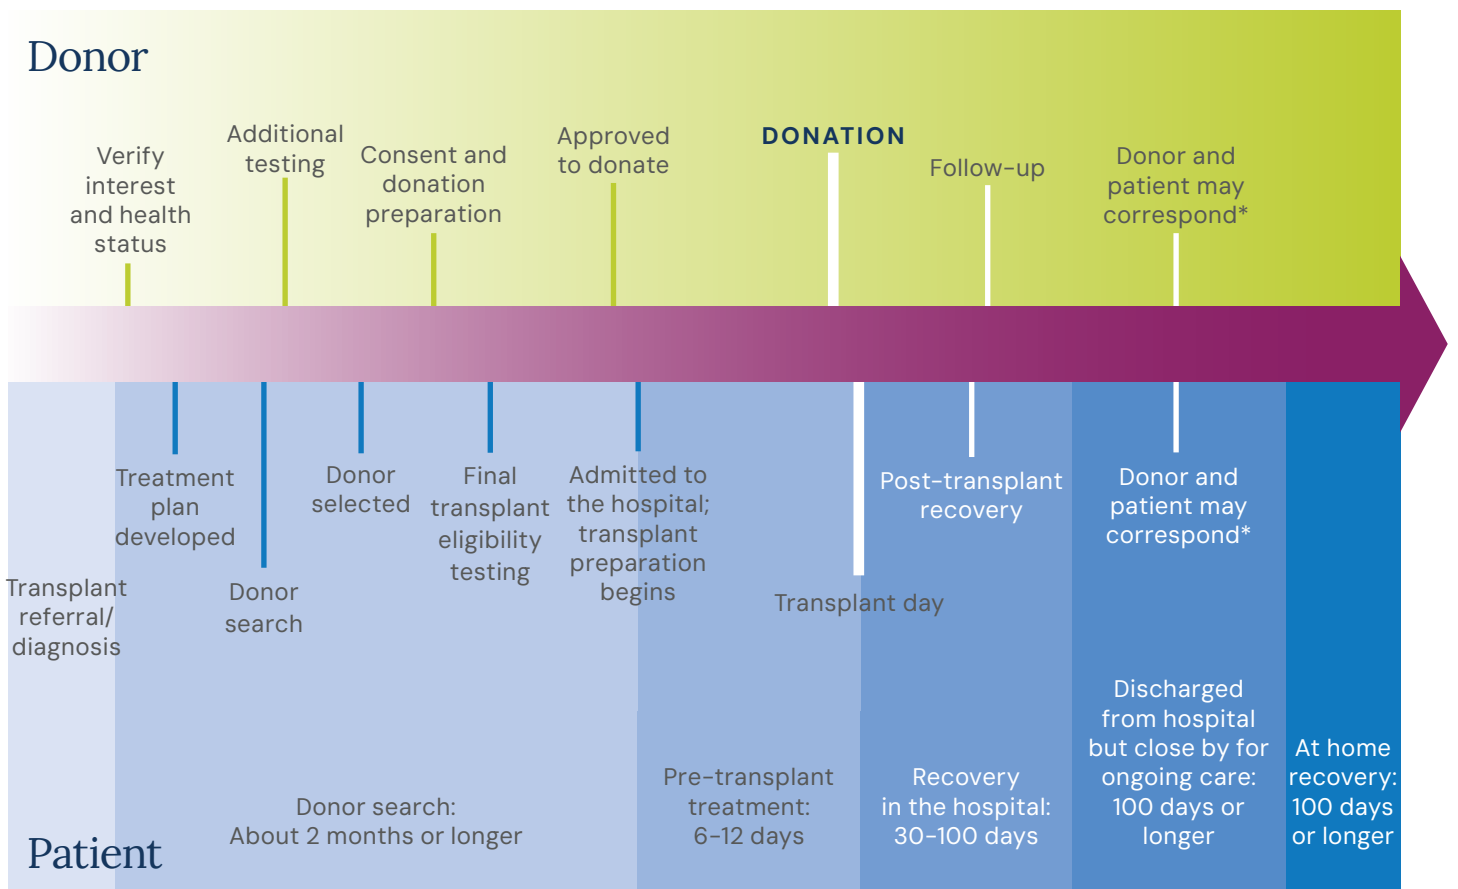 Donor
Verify
interest
and health
status
Additional
testing
Consent and
donation
preparation
Approved
to donate
DONATION
Follow-up
Donor and
patient may
correspond*
Transplant
referral/
diagnosis
Treatment
plan
developed
Donor
search
Donor
selected
Final
transplant
eligibility
testing
Admitted to
the hospital;
transplant
preparation
begins
Transplant day
Post-transplant
recovery
Donor and
patient may
correspond*
Donor search:
About 2 months or longer
Pre-transplant
treatment:
6-12 days
Recovery
in the hospital:
30-100 days
Discharged
from hospital
but close by for
ongoing care:
100 days or
longer
At home
recovery:
100 days
or longer
Patient